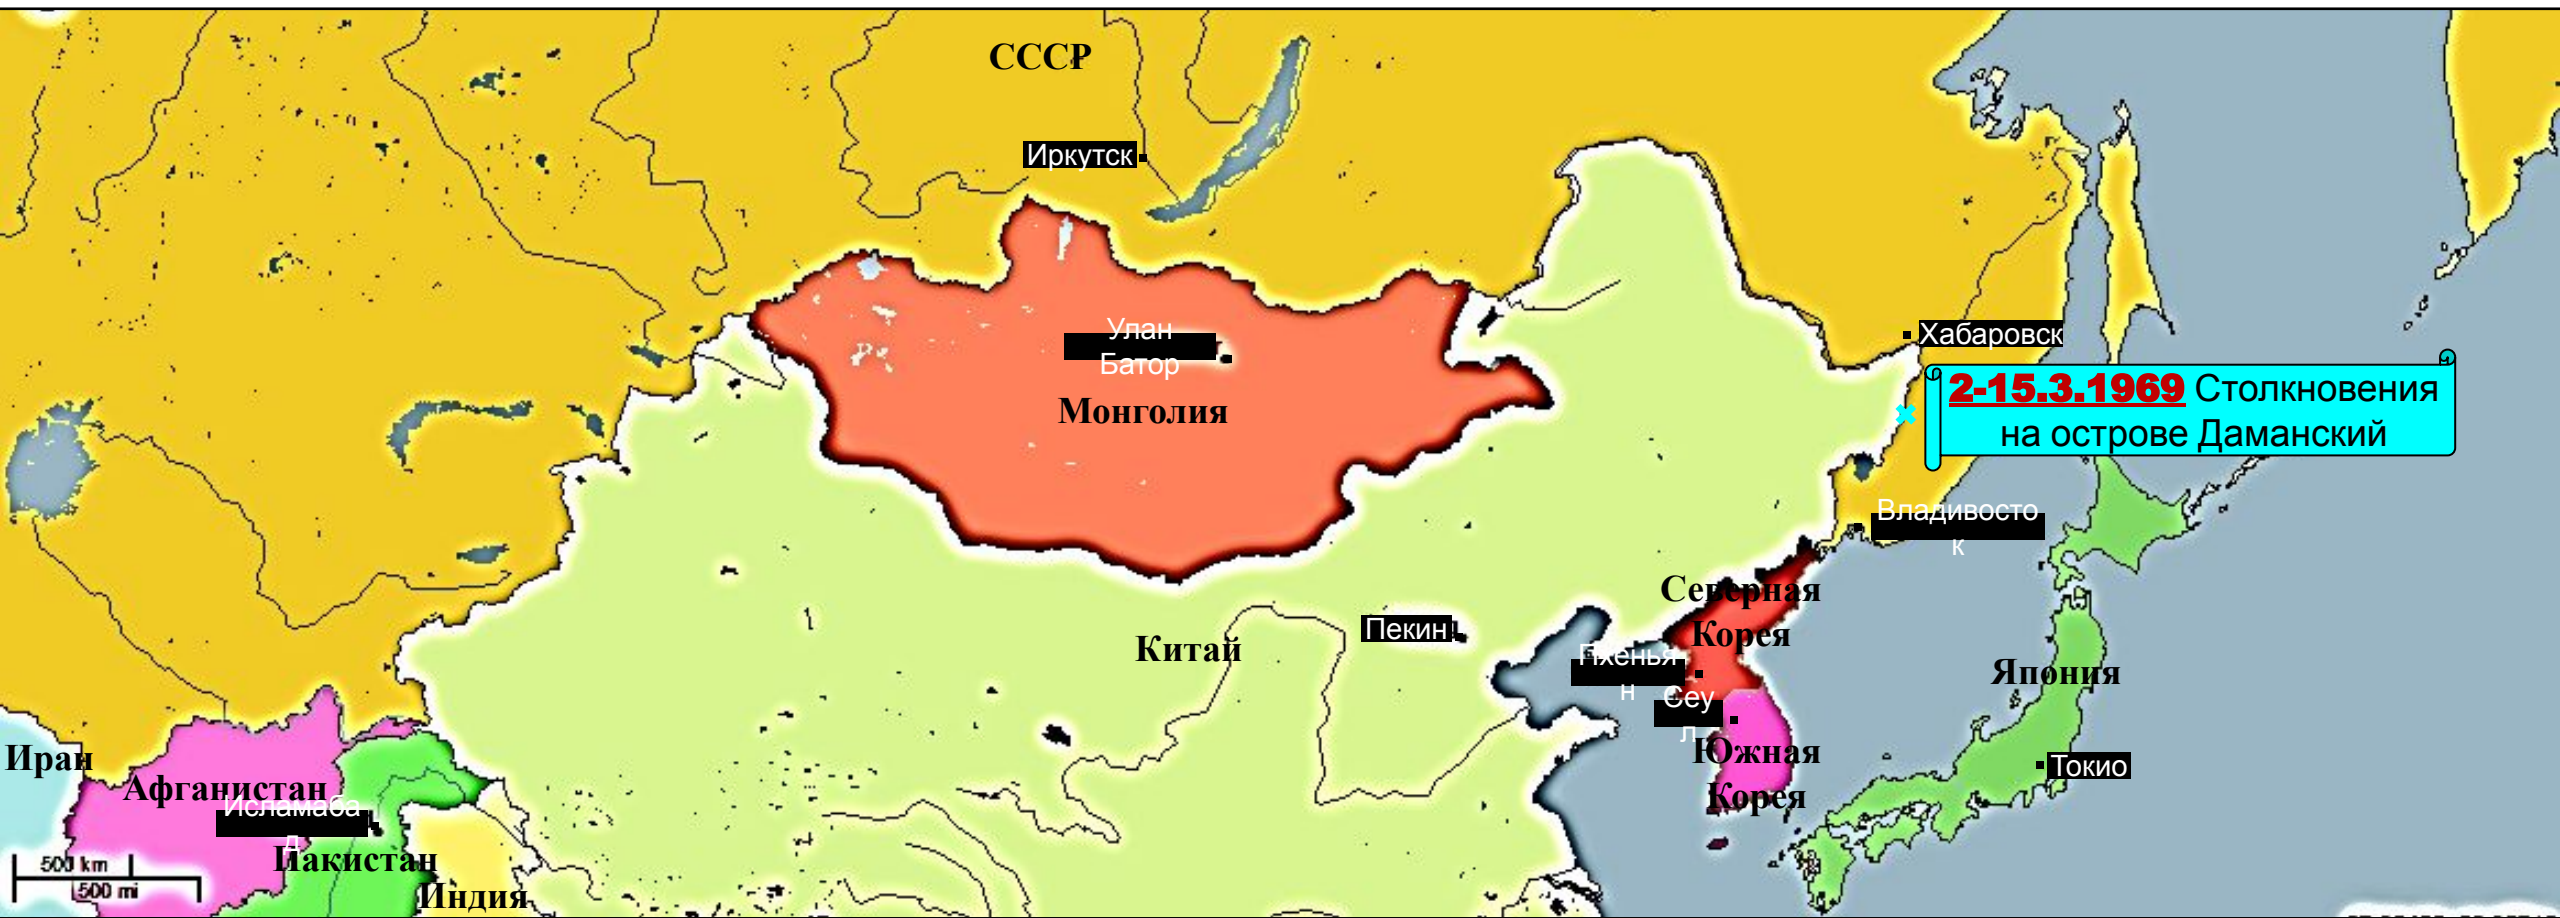 СССР
Иркутск
Улан
Батор
Монголия
Хабаровск
2-15.3.1969 Столкновения
на острове Даманский
Владивосто
к
Северная
Корея
Пекин
Китай
Пхенья
н
Сеу
л
Южная
Корея
Япония
Токио
Иран
Афганистан
Исламаба
д
Пакистан
Индия
500 km
500 mi